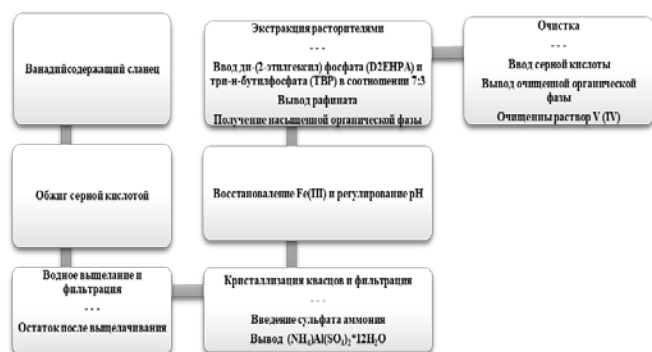 Ванадийсодержащий сланец
Обжиг серной кислотой
Водное выщелание и
фильтрация
- - -
Остаток после выщелачивания
Кристаллизация квасцов и фильтрация
- - -
Введение сульфата аммония
Вывод (NH₄)Al(SO₄)₂*12H₂O
Восстановаление Fe(III) и регулирование pH
Экстракция расторителями
- - -
Ввод ди-(2-этилгексил) фосфата (D2EHPA) и
три-н-бутилфосфата (TBP) в соотношении 7:3
Вывод рафината
Получение насыщенной органической фазы
Очистка
- - -
Ввод серной кислоты
Вывод очищенной органической
фазы
Очищенны раствор V (IV)